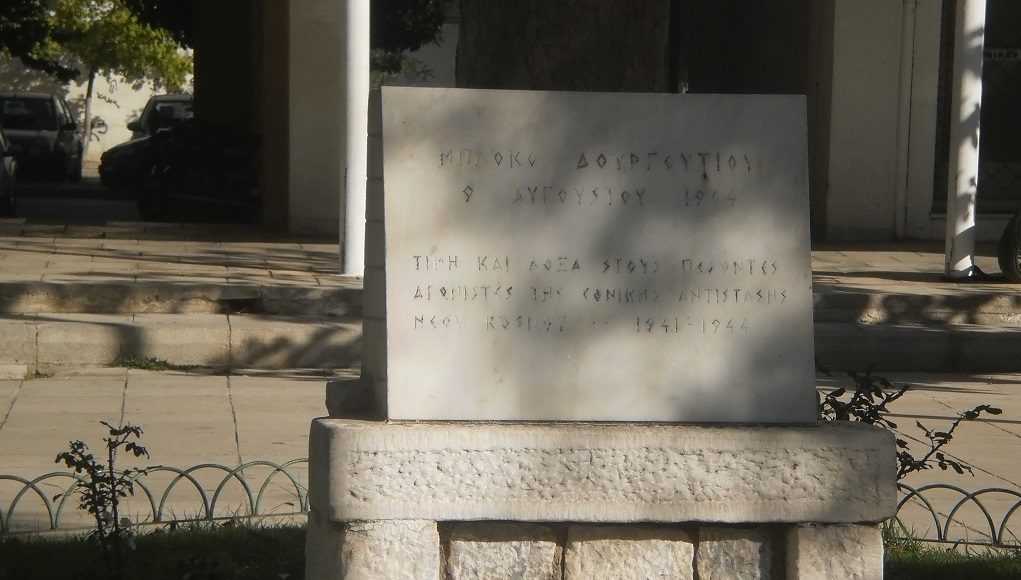 ΜΠΛΟΚΟ ΔΟΥΡΓΟΥΤΙΟΥ
9 ΑΥΓΟΥΣΤΟΥ 1944
ΤΙΜΗ ΚΑΙ ΔΟΞΑ ΣΤΟΥΣ ΠΕΣΟΝΤΕΣ
ΑΓΩΝΙΣΤΕΣ ΤΗΣ ΕΘΝΙΚΗΣ ΑΝΤΙΣΤΑΣΗΣ
ΝΕΟΥ ΚΟΣΜΟΥ 1941-1944